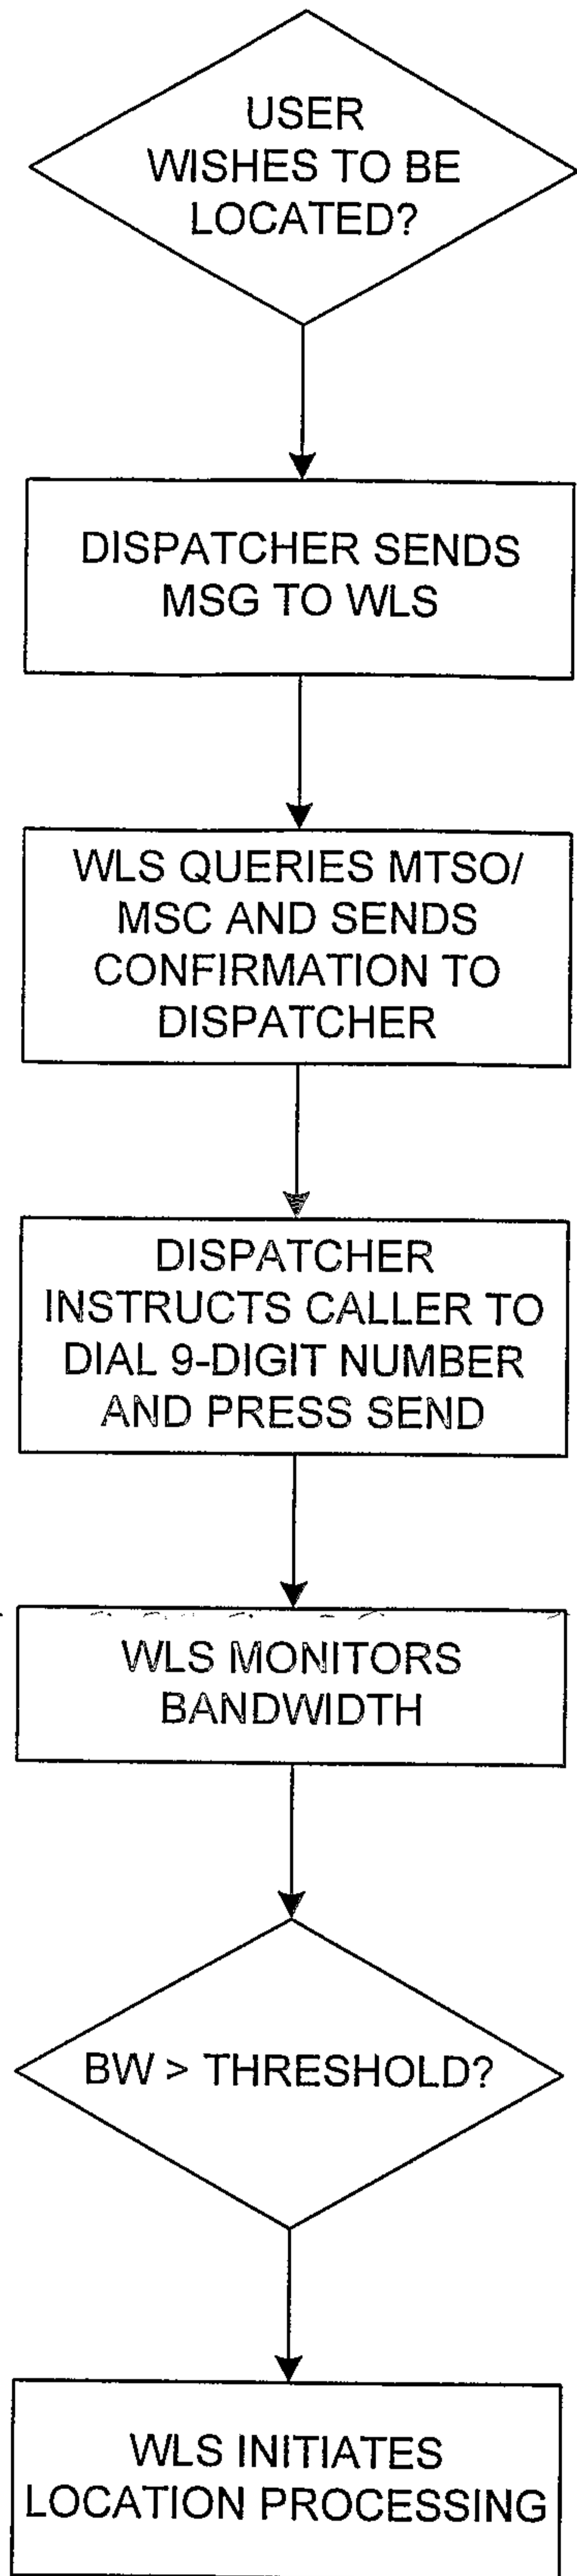 USER
WISHES TO BE
LOCATED?
DISPATCHER SENDS
MSG TO WLS
WLS QUERIES MTSO/
MSC AND SENDS
CONFIRMATION TO
DISPATCHER
DISPATCHER
INSTRUCTS CALLER TO
DIAL 9-DIGIT NUMBER
AND PRESS SEND
WLS MONITORS
BANDWIDTH
BW > THRESHOLD?
WLS INITIATES
LOCATION PROCESSING